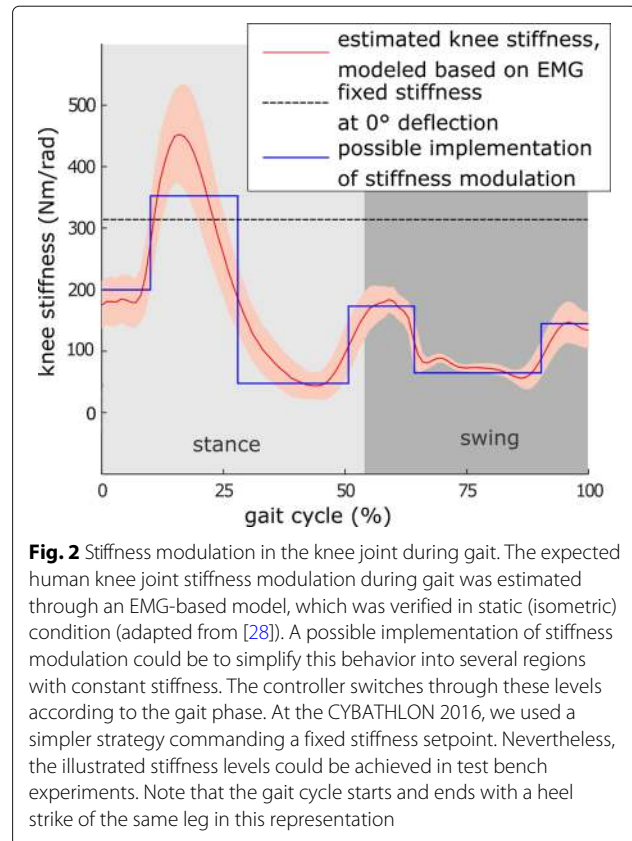 estimated knee stiffness,
modeled based on EMG
fixed stiffness
at 0° deflection
possible implementation
of stiffness modulation
knee stiffness (Nm/rad)
500
400
300
200
100
0
stance
swing
0
25
50
75
100
gait cycle (%)
Fig. 2 Stiffness modulation in the knee joint during gait. The expected
human knee joint stiffness modulation during gait was estimated
through an EMG-based model, which was verified in static (isometric)
condition (adapted from [28]). A possible implementation of stiffness
modulation could be to simplify this behavior into several regions
with constant stiffness. The controller switches through these levels
according to the gait phase. At the CYBATHLON 2016, we used a
simpler strategy commanding a fixed stiffness setpoint. Nevertheless,
the illustrated stiffness levels could be achieved in test bench
experiments. Note that the gait cycle starts and ends with a heel
strike of the same leg in this representation